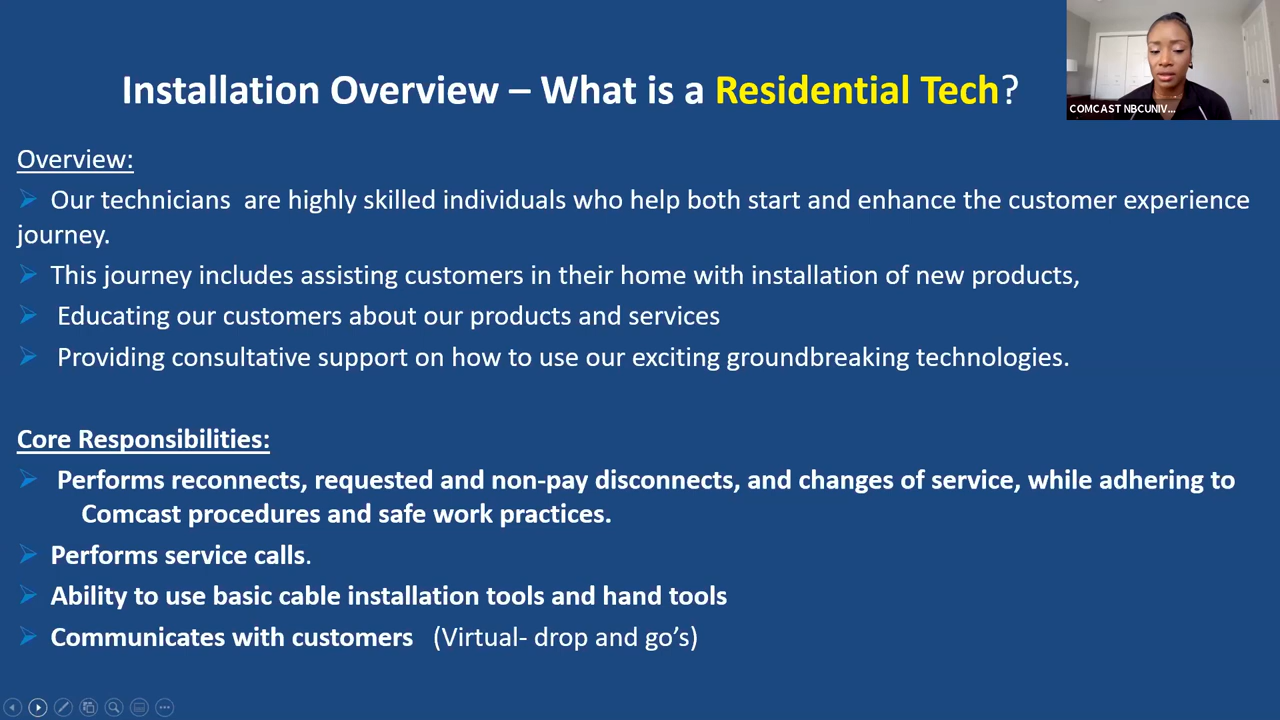 Installation Overview – What is a Residential Tech?
COMCAST NBCUNIV...
Overview:
Our technicians  are highly skilled individuals who help both start and enhance the customer experience
journey.
This journey includes assisting customers in their home with installation of new products,
Educating our customers about our products and services
Providing consultative support on how to use our exciting groundbreaking technologies.
Core Responsibilities:
Performs reconnects, requested and non-pay disconnects, and changes of service, while adhering to
Comcast procedures and safe work practices.
Performs service calls.
Ability to use basic cable installation tools and hand tools
Communicates with customers   (Virtual- drop and go’s)